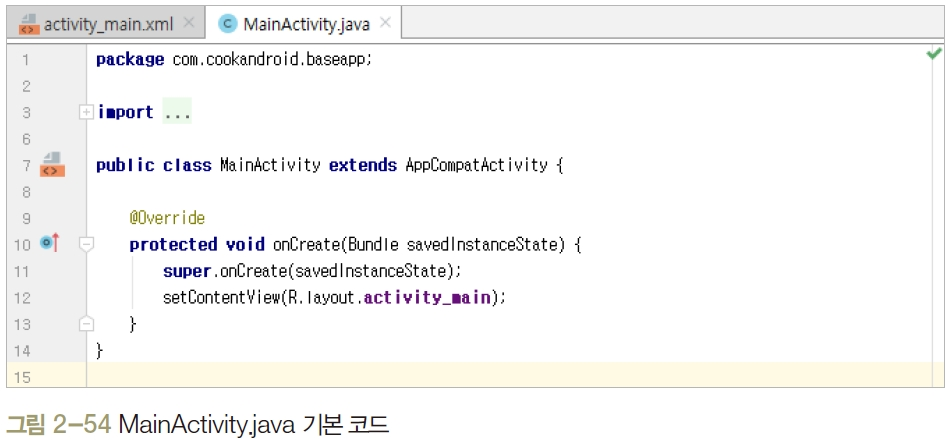 activity_main.xml × MainActivity.java ×
1 package com.cookandroid.baseapp;
2
3 import ...
6
7 public class MainActivity extends AppCompatActivity {
8
9 @Override
10 protected void onCreate(Bundle savedInstanceState) {
11 super.onCreate(savedInstanceState);
12 setContentView(R.layout.activity_main);
13 }
14 }
15
그림 2-54 MainActivity.java 기본 코드